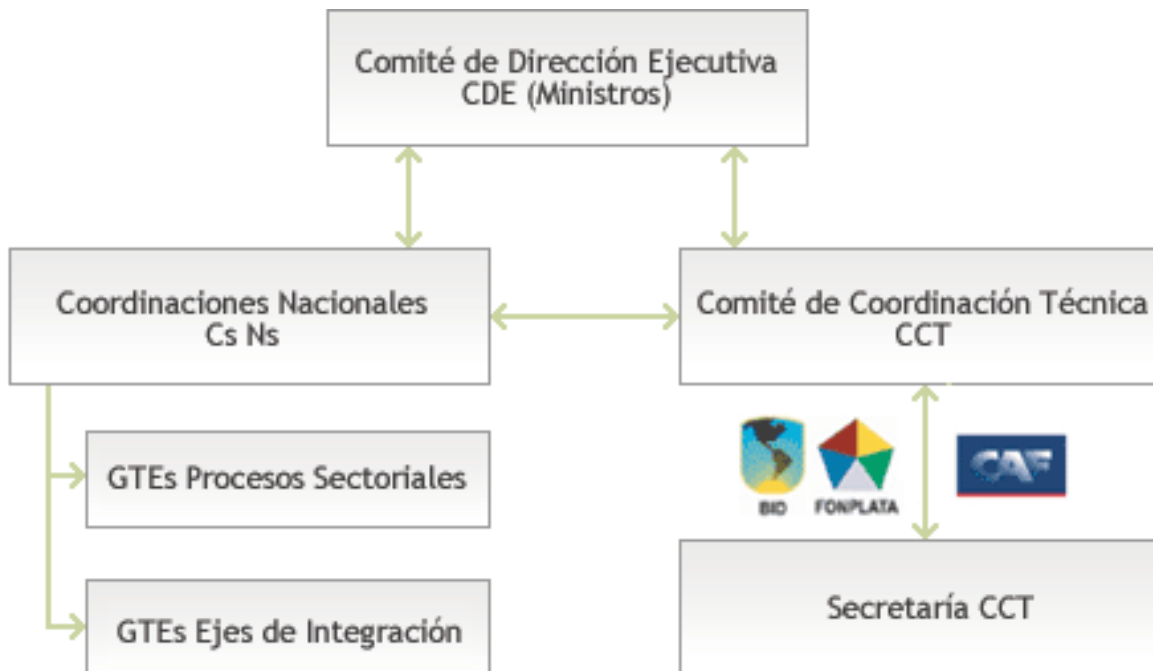 Comité de Dirección Ejecutiva
CDE (Ministros)
Coordinaciones Nacionales
Cs Ns
Comité de Coordinación Técnica
CCT
GTEs Procesos Sectoriales
BID
FONPLATA
CAF
GTEs Ejes de Integración
Secretaría CCT